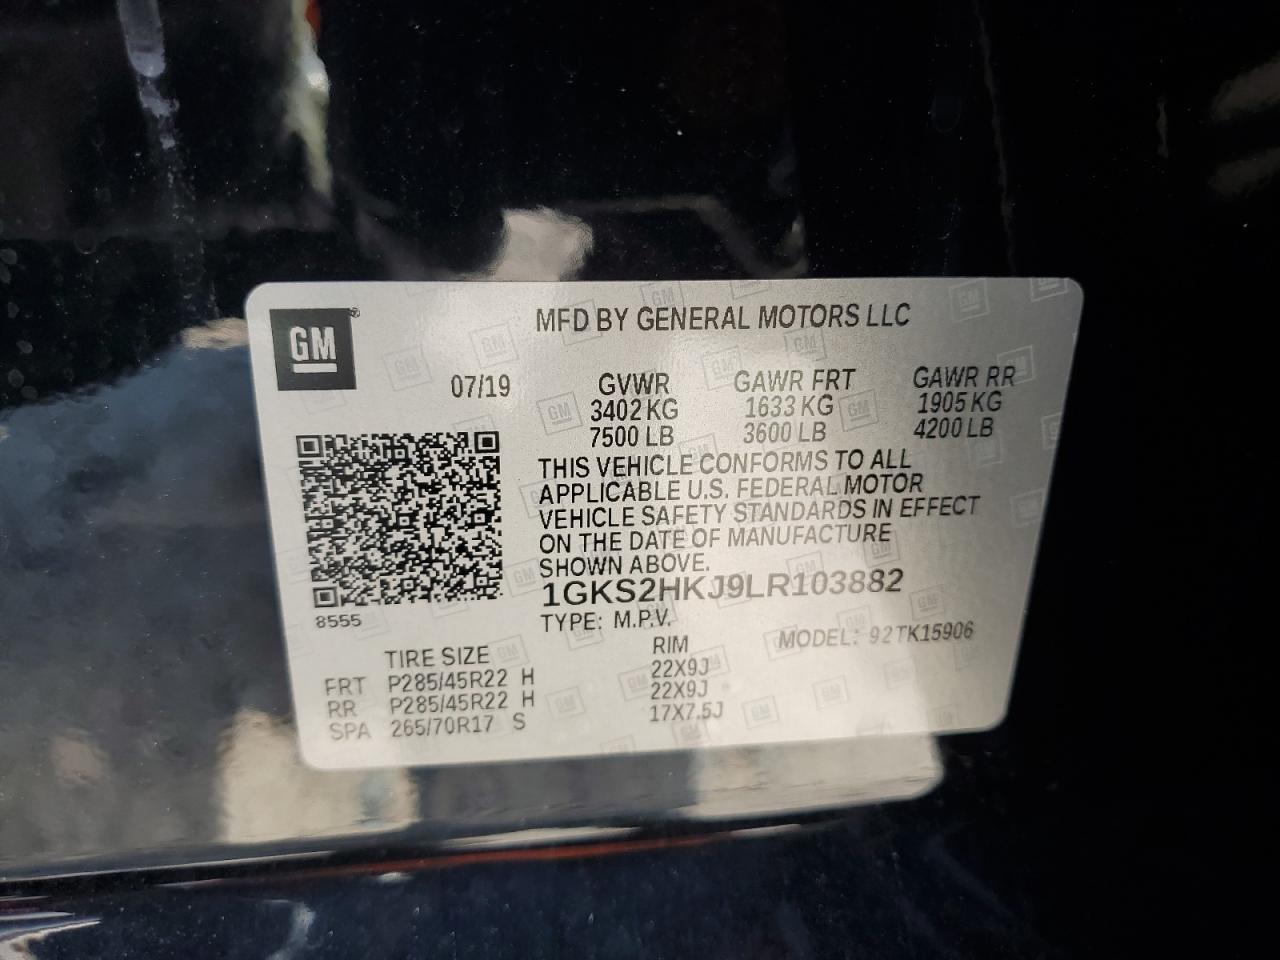 GM
MFD BY GENERAL MOTORS LLC
07/19 GVWR GAWR FRT GAWR RR
3402 KG 1633 KG 1905 KG
7500 LB 3600 LB 4200 LB
THIS VEHICLE CONFORMS TO ALL
APPLICABLE U.S. FEDERAL MOTOR
VEHICLE SAFETY STANDARDS IN EFFECT
ON THE DATE OF MANUFACTURE
SHOWN ABOVE.
1GKS2HKJ9LR103882
8555
TYPE: M.P.V. MODEL: 92TK15906
TIRE SIZE RIM
FRT P285/45R22 H 22X9J
RR P285/45R22 H 22X9J
SPA 265/70R17 S 17X7.5J